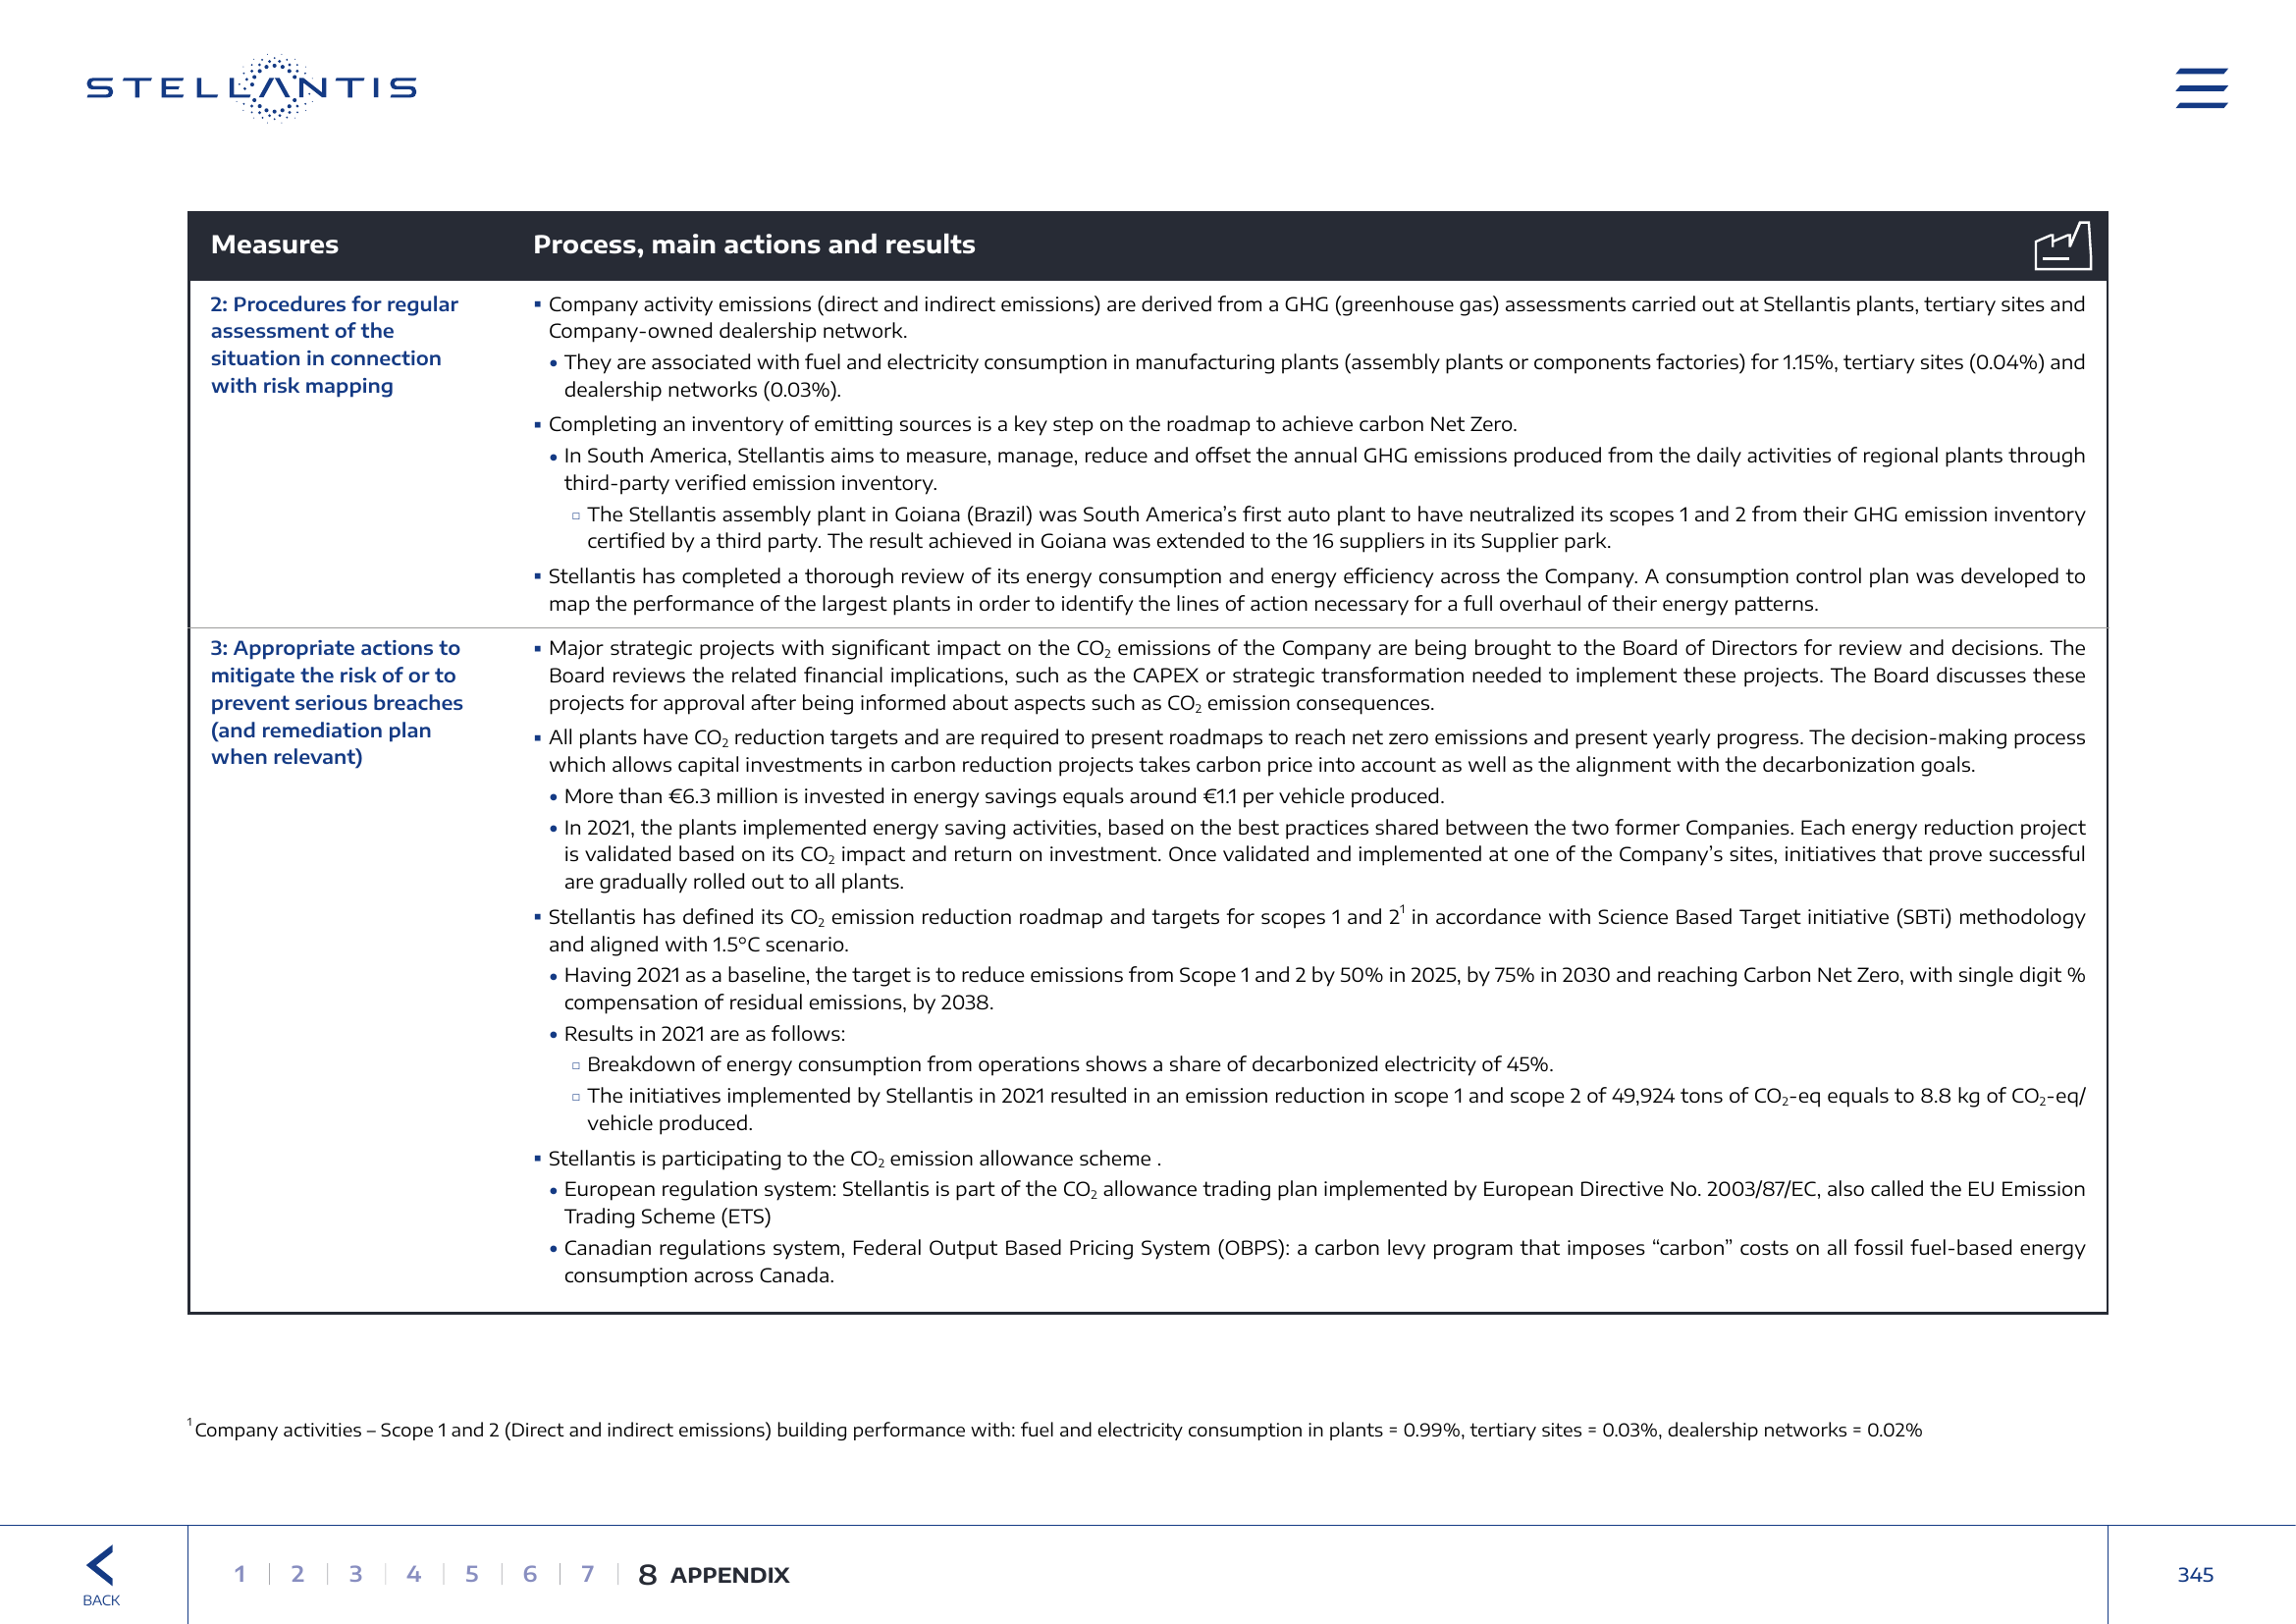 STELLANTIS
Measures
Process, main actions and results
2: Procedures for regular
assessment of the
situation in connection
with risk mapping
▪ Company activity emissions (direct and indirect emissions) are derived from a GHG (greenhouse gas) assessments carried out at Stellantis plants, tertiary sites and
Company-owned dealership network.
• They are associated with fuel and electricity consumption in manufacturing plants (assembly plants or components factories) for 1.15%, tertiary sites (0.04%) and
dealership networks (0.03%).
▪ Completing an inventory of emitting sources is a key step on the roadmap to achieve carbon Net Zero.
• In South America, Stellantis aims to measure, manage, reduce and offset the annual GHG emissions produced from the daily activities of regional plants through
third-party verified emission inventory.
▫ The Stellantis assembly plant in Goiana (Brazil) was South America’s first auto plant to have neutralized its scopes 1 and 2 from their GHG emission inventory
certified by a third party. The result achieved in Goiana was extended to the 16 suppliers in its Supplier park.
▪ Stellantis has completed a thorough review of its energy consumption and energy efficiency across the Company. A consumption control plan was developed to
map the performance of the largest plants in order to identify the lines of action necessary for a full overhaul of their energy patterns.
3: Appropriate actions to
mitigate the risk of or to
prevent serious breaches
(and remediation plan
when relevant)
▪ Major strategic projects with significant impact on the CO₂ emissions of the Company are being brought to the Board of Directors for review and decisions. The
Board reviews the related financial implications, such as the CAPEX or strategic transformation needed to implement these projects. The Board discusses these
projects for approval after being informed about aspects such as CO₂ emission consequences.
▪ All plants have CO₂ reduction targets and are required to present roadmaps to reach net zero emissions and present yearly progress. The decision-making process
which allows capital investments in carbon reduction projects takes carbon price into account as well as the alignment with the decarbonization goals.
• More than €6.3 million is invested in energy savings equals around €1.1 per vehicle produced.
• In 2021, the plants implemented energy saving activities, based on the best practices shared between the two former Companies. Each energy reduction project
is validated based on its CO₂ impact and return on investment. Once validated and implemented at one of the Company’s sites, initiatives that prove successful
are gradually rolled out to all plants.
▪ Stellantis has defined its CO₂ emission reduction roadmap and targets for scopes 1 and 2¹ in accordance with Science Based Target initiative (SBTi) methodology
and aligned with 1.5°C scenario.
• Having 2021 as a baseline, the target is to reduce emissions from Scope 1 and 2 by 50% in 2025, by 75% in 2030 and reaching Carbon Net Zero, with single digit %
compensation of residual emissions, by 2038.
• Results in 2021 are as follows:
▫ Breakdown of energy consumption from operations shows a share of decarbonized electricity of 45%.
▫ The initiatives implemented by Stellantis in 2021 resulted in an emission reduction in scope 1 and scope 2 of 49,924 tons of CO₂-eq equals to 8.8 kg of CO₂-eq/
vehicle produced.
▪ Stellantis is participating to the CO₂ emission allowance scheme .
• European regulation system: Stellantis is part of the CO₂ allowance trading plan implemented by European Directive No. 2003/87/EC, also called the EU Emission
Trading Scheme (ETS)
• Canadian regulations system, Federal Output Based Pricing System (OBPS): a carbon levy program that imposes “carbon” costs on all fossil fuel-based energy
consumption across Canada.
¹ Company activities – Scope 1 and 2 (Direct and indirect emissions) building performance with: fuel and electricity consumption in plants = 0.99%, tertiary sites = 0.03%, dealership networks = 0.02%
BACK
1 | 2 | 3 | 4 | 5 | 6 | 7 | 8 APPENDIX
345